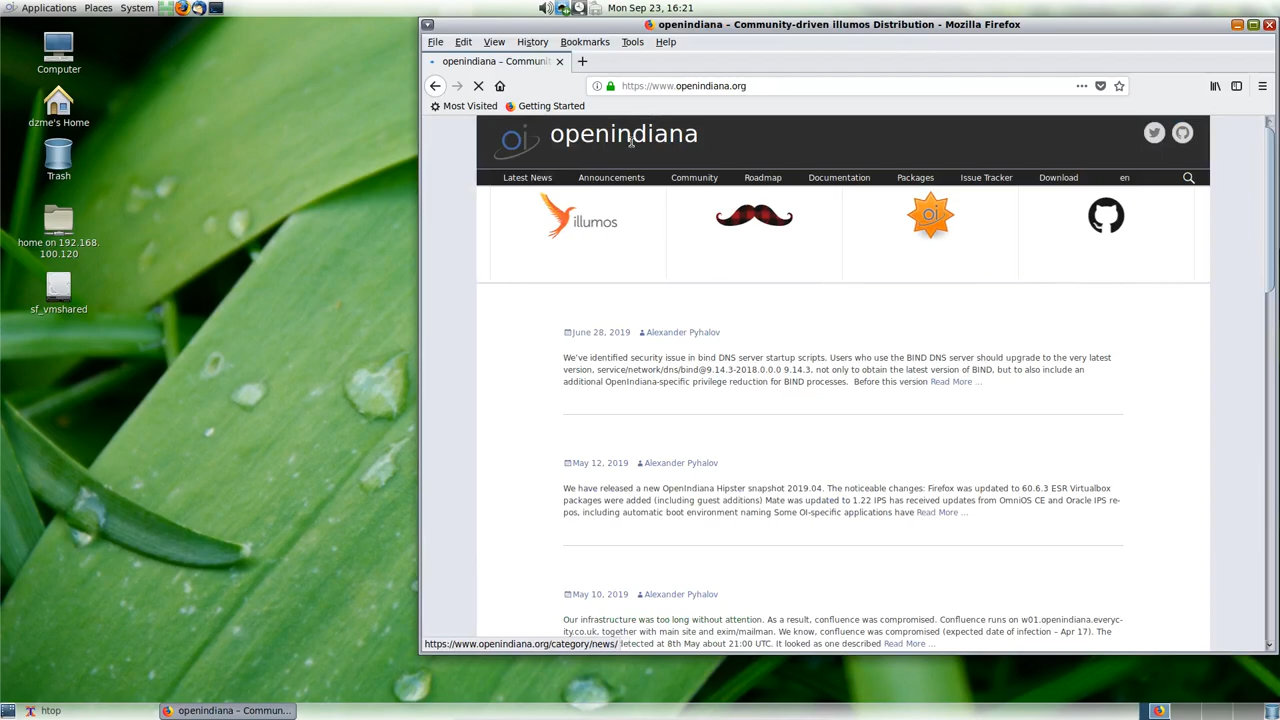 Applications Places System
Mon Sep 23, 16:21
Computer
dzme's Home
Trash
home on 192.168.
100.120
sf_vmshared
openindiana – Community-driven illumos Distribution - Mozilla Firefox
File Edit View History Bookmarks Tools Help
openindiana – Communit
https://www.openindiana.org
Most Visited Getting Started
oi openindiana
Latest News Announcements Community Roadmap Documentation Packages Issue Tracker Download en
illumos
oi
June 28, 2019 Alexander Pyhalov
We've identified security issue in bind DNS server startup scripts. Users who use the BIND DNS server should upgrade to the very latest
version, service/network/dns/bind@9.14.3-2018.0.0.0 9.14.3, not only to obtain the latest version of BIND, but to also include an
additional OpenIndiana-specific privilege reduction for BIND processes. Before this version Read More ...
May 12, 2019 Alexander Pyhalov
We have released a new OpenIndiana Hipster snapshot 2019.04. The noticeable changes: Firefox was updated to 60.6.3 ESR Virtualbox
packages were added (including guest additions) Mate was updated to 1.22 IPS has received updates from OmniOS CE and Oracle IPS re-
pos, including automatic boot environment naming Some OI-specific applications have Read More ...
May 10, 2019 Alexander Pyhalov
Our infrastructure was too long without attention. As a result, confluence was compromised. Confluence runs on w01.openindiana.everyc-
ity.co.uk, together with main site and exim/mailman. We know, confluence was compromised (expected date of infection – Apr 17). The
detected at 8th May about 21:00 UTC. It looked as one described Read More ...
https://www.openindiana.org/category/news/
htop
openindiana – Commun...